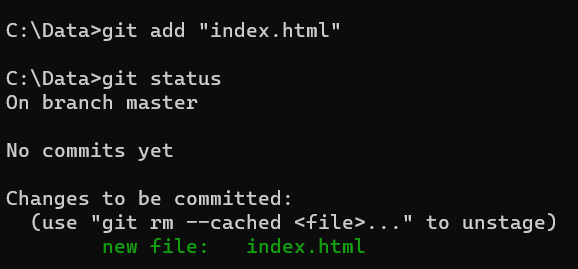 C:\Data>git add "index.html"
C:\Data>git status
On branch master
No commits yet
Changes to be committed:
  (use "git rm --cached <file>..." to unstage)
        new file:   index.html